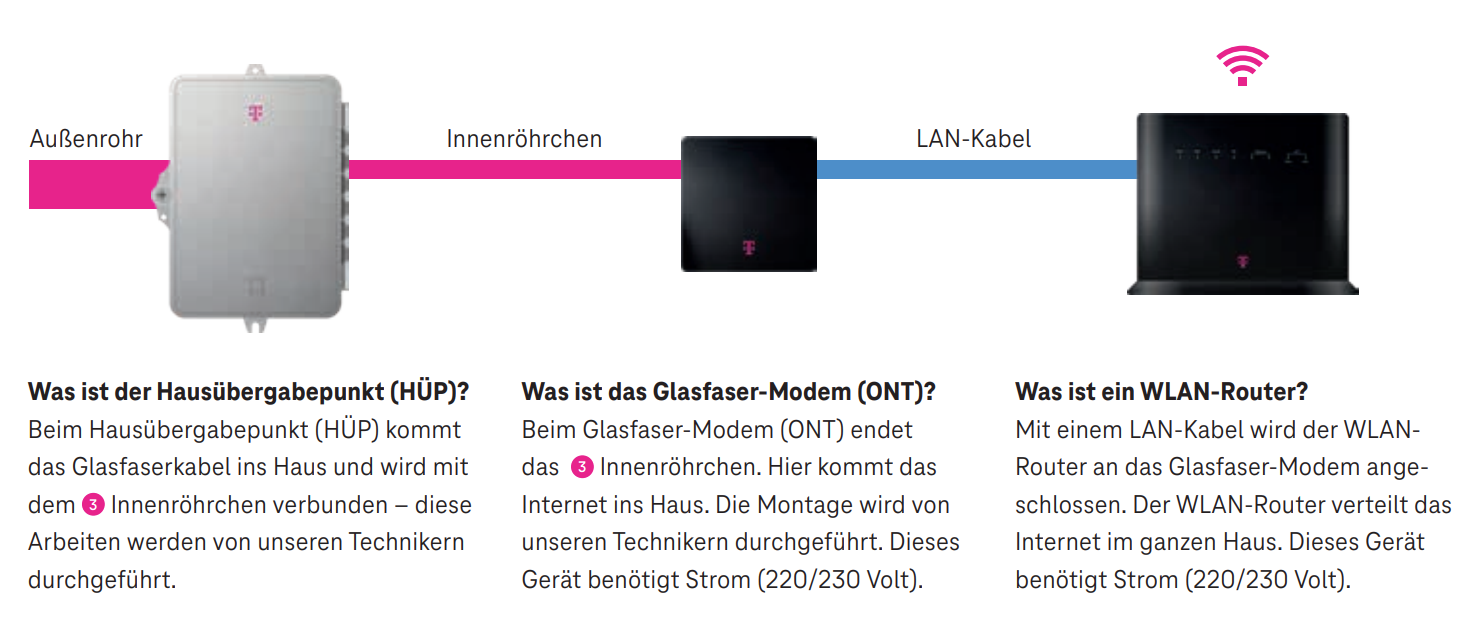 Außenrohr
Innenröhrchen
LAN-Kabel
Was ist der Hausübergabepunkt (HÜP)?
Beim Hausübergabepunkt (HÜP) kommt
das Glasfaserkabel ins Haus und wird mit
dem 3 Innenröhrchen verbunden – diese
Arbeiten werden von unseren Technikern
durchgeführt.
Was ist das Glasfaser-Modem (ONT)?
Beim Glasfaser-Modem (ONT) endet
das 3 Innenröhrchen. Hier kommt das
Internet ins Haus. Die Montage wird von
unseren Technikern durchgeführt. Dieses
Gerät benötigt Strom (220/230 Volt).
Was ist ein WLAN-Router?
Mit einem LAN-Kabel wird der WLAN-
Router an das Glasfaser-Modem ange-
schlossen. Der WLAN-Router verteilt das
Internet im ganzen Haus. Dieses Gerät
benötigt Strom (220/230 Volt).